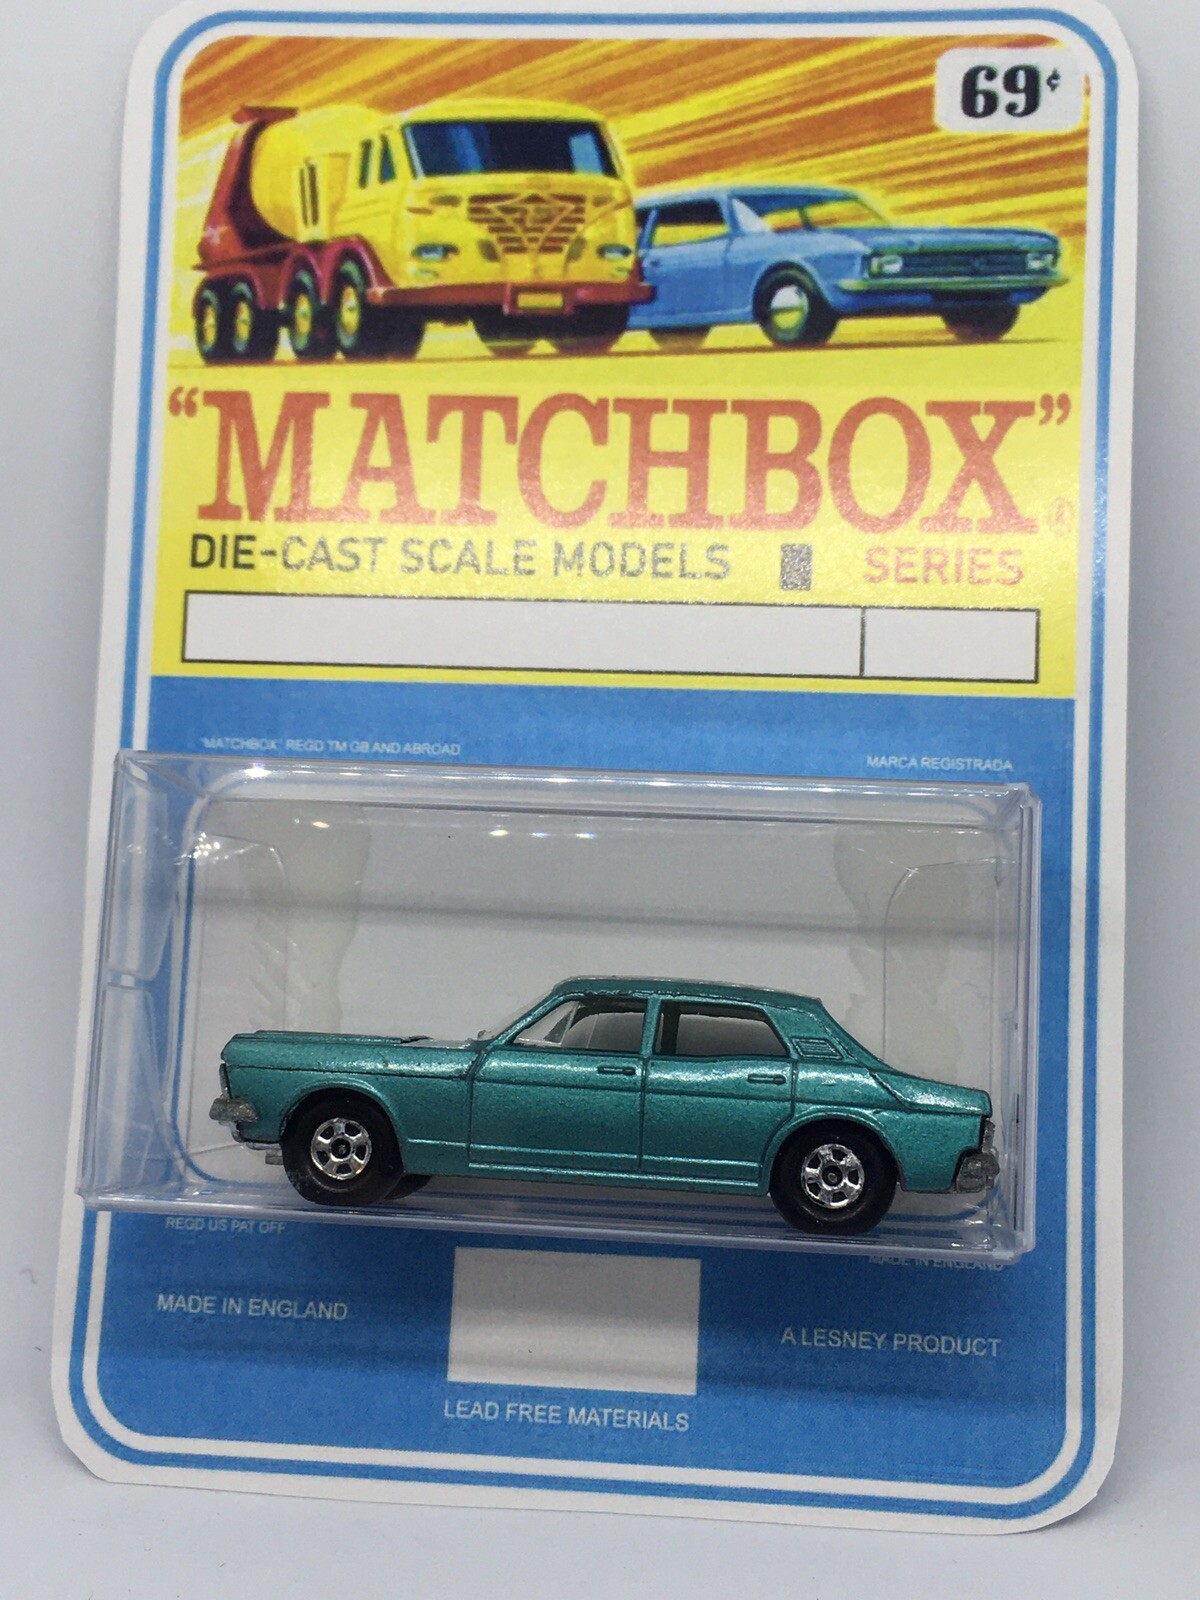 69¢
"MATCHBOX"®
DIE-CAST SCALE MODELS SERIES
"MATCHBOX" REGD TM GB AND ABROAD
MARCA REGISTRADA
REGD US PAT OFF
MADE IN ENGLAND
MADE IN ENGLAND
A LESNEY PRODUCT
LEAD FREE MATERIALS